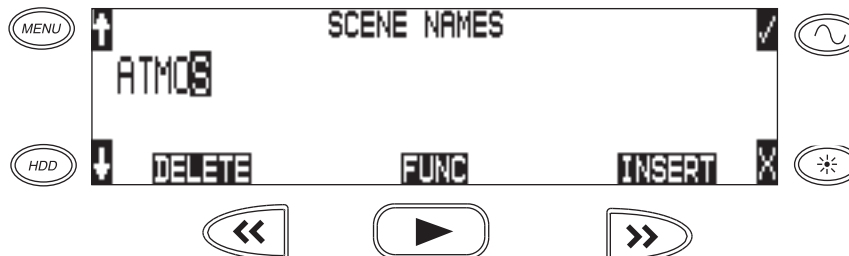 MENU SCENE NAMES
ATMOS
HDD DELETE FUNC INSERT X